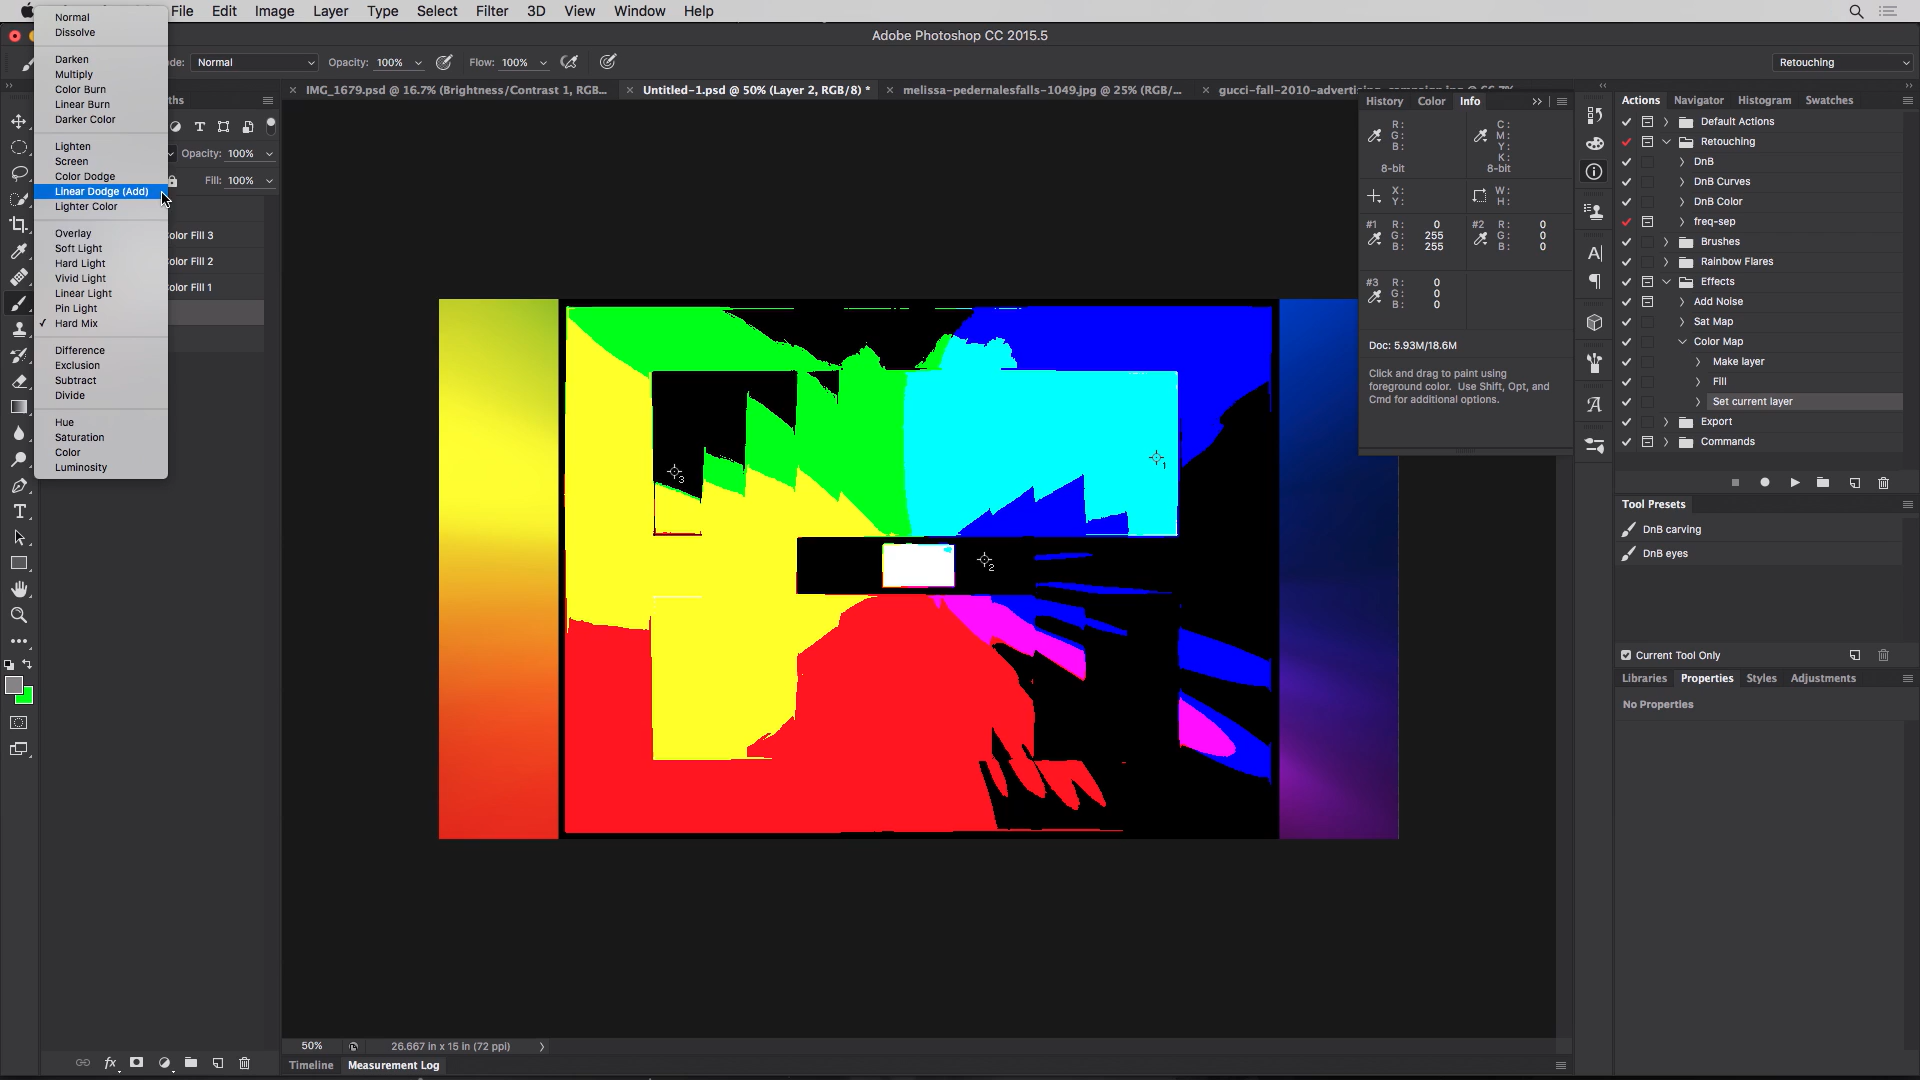 File Edit Image Layer Type Select Filter 3D View Window Help
Adobe Photoshop CC 2015.5
Normal
Dissolve
Darken
Multiply
Color Burn
Linear Burn
Darker Color
Lighten
Screen
Color Dodge
Linear Dodge (Add)
Lighter Color
Overlay
Soft Light
Hard Light
Vivid Light
Linear Light
Pin Light
Hard Mix
Difference
Exclusion
Subtract
Divide
Hue
Saturation
Color
Luminosity
de: Normal Opacity: 100% Flow: 100%
Retouching
ths
Opacity: 100%
Fill: 100%
olor Fill 3
olor Fill 2
olor Fill 1
IMG_1679.psd @ 16.7% (Brightness/Contrast 1, RGB...
Untitled-1.psd @ 50% (Layer 2, RGB/8) *
melissa-pedernalesfalls-1049.jpg @ 25% (RGB/...
History Color Info
R:
G:
B:
8-bit
C:
M:
Y:
K:
8-bit
X:
Y:
W:
H:
#1 R: 0
G: 255
B: 255
#2 R: 0
G: 0
B: 0
#3 R: 0
G: 0
B: 0
Doc: 5.93M/18.6M
Click and drag to paint using
foreground color. Use Shift, Opt, and
Cmd for additional options.
3
1
2
Actions Navigator Histogram Swatches
Default Actions
Retouching
DnB
DnB Curves
DnB Color
freq-sep
Brushes
Rainbow Flares
Effects
Add Noise
Sat Map
Color Map
Make layer
Fill
Set current layer
Export
Commands
Tool Presets
DnB carving
DnB eyes
Current Tool Only
Libraries Properties Styles Adjustments
No Properties
50% 26.667 in x 15 in (72 ppi)
Timeline Measurement Log